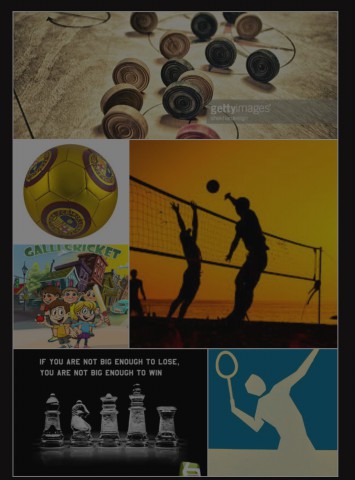 gettyimages
GALLI CRICKET
IF YOU ARE NOT BIG ENOUGH TO LOSE,
YOU ARE NOT BIG ENOUGH TO WIN